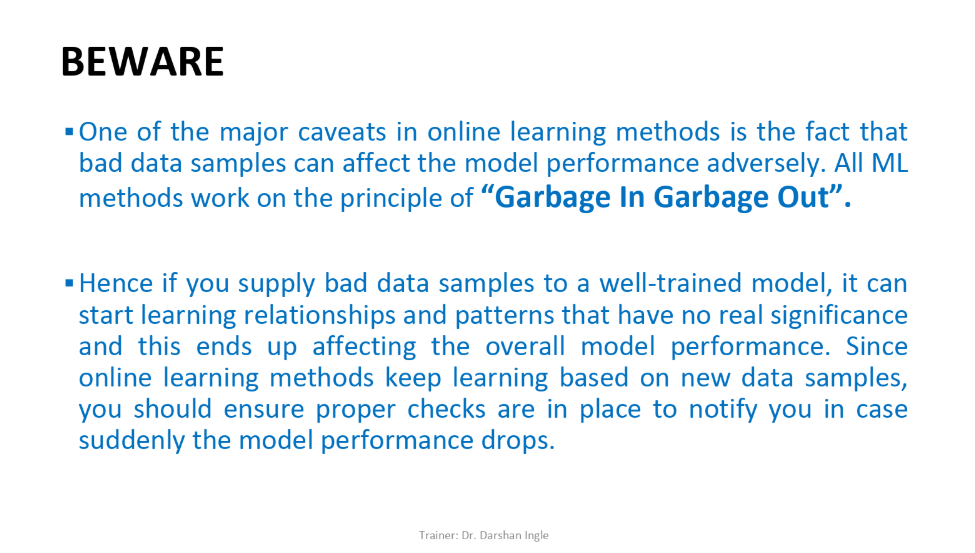 BEWARE
▪One of the major caveats in online learning methods is the fact that
bad data samples can affect the model performance adversely. All ML
methods work on the principle of “Garbage In Garbage Out”.
▪Hence if you supply bad data samples to a well-trained model, it can
start learning relationships and patterns that have no real significance
and this ends up affecting the overall model performance. Since
online learning methods keep learning based on new data samples,
you should ensure proper checks are in place to notify you in case
suddenly the model performance drops.
Trainer: Dr. Darshan Ingle